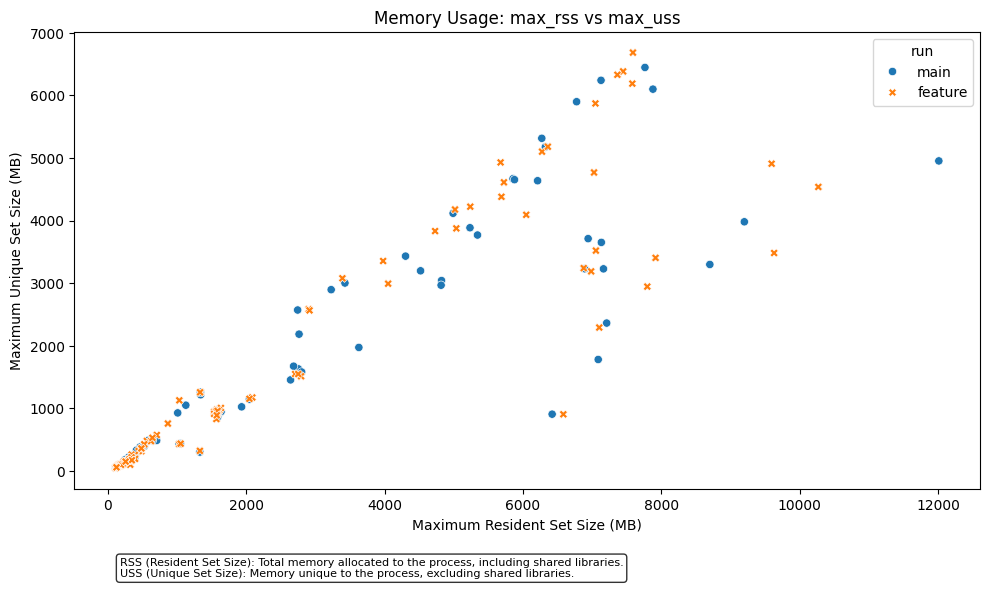 Memory Usage: max_rss vs max_uss
7000
6000
5000
4000
3000
2000
1000
0
Maximum Unique Set Size (MB)
run
main
feature
0
2000
4000
6000
8000
10000
12000
Maximum Resident Set Size (MB)
RSS (Resident Set Size): Total memory allocated to the process, including shared libraries.
USS (Unique Set Size): Memory unique to the process, excluding shared libraries.